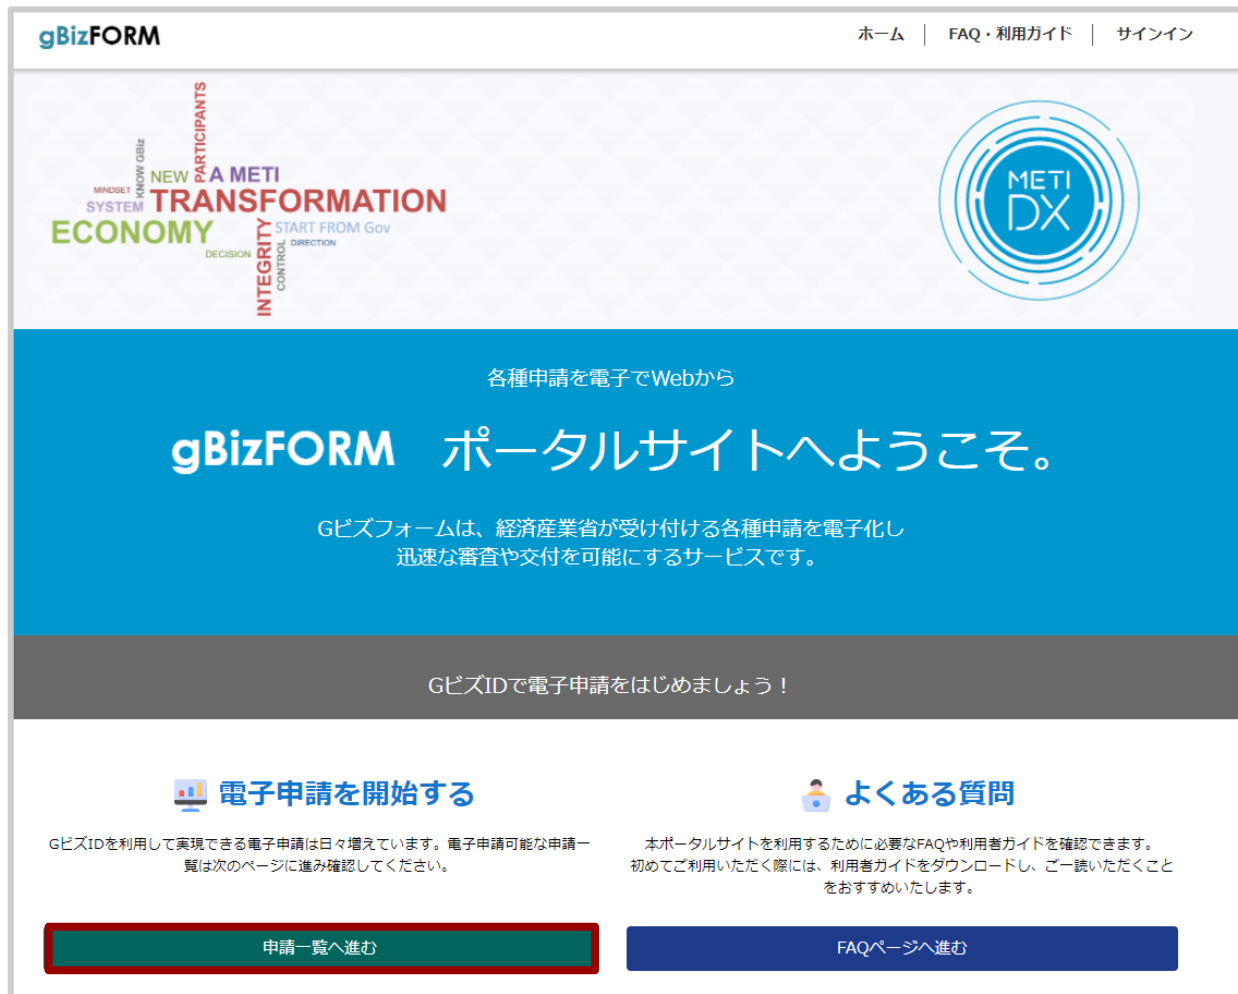 gBizFORM
ホーム
FAQ・利用ガイド
サインイン
PARTICIPANTS
KNOW GBiz
NEW
A METI
MINDSET
SYSTEM
TRANSFORMATION
ECONOMY
INTEGRITY
START FROM Gov
DECISION
CONTROL
DIRECTION
METI
DX
各種申請を電子でWebから
gBizFORM ポータルサイトへようこそ。
Gビズフォームは、経済産業省が受け付ける各種申請を電子化し
迅速な審査や交付を可能にするサービスです。
GビズIDで電子申請をはじめましょう！
電子申請を開始する
GビズIDを利用して実現できる電子申請は日々増えています。電子申請可能な申請一
覧は次のページに進み確認してください。
申請一覧へ進む
よくある質問
本ポータルサイトを利用するために必要なFAQや利用者ガイドを確認できます。
初めてご利用いただく際には、利用者ガイドをダウンロードし、ご一読いただくこと
をおすすめいたします。
FAQページへ進む